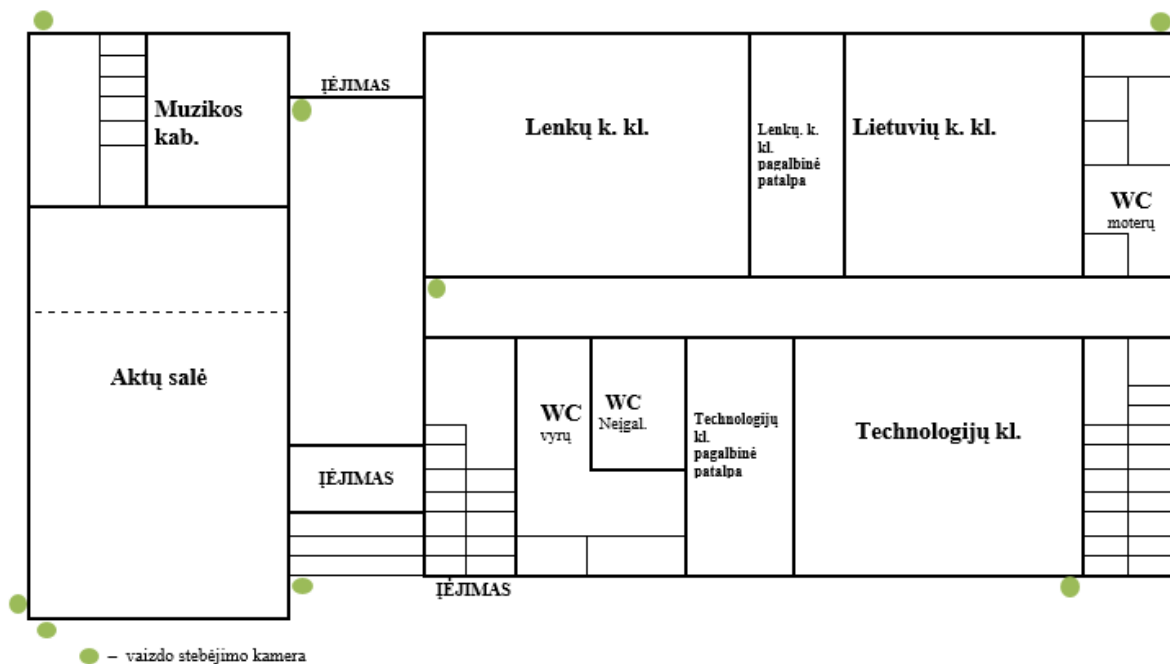 ĮĖJIMAS
Muzikos
kab.
Lenkų k. kl.
Lenkų. k.
kl.
pagalbinė
patalpa
Lietuvių k. kl.
WC
moterų
Aktų salė
ĮĖJIMAS
WC
vyrų
WC
Neįgal.
Technologijų
kl.
pagalbinė
patalpa
Technologijų kl.
ĮĖJIMAS
– vaizdo stebėjimo kamera